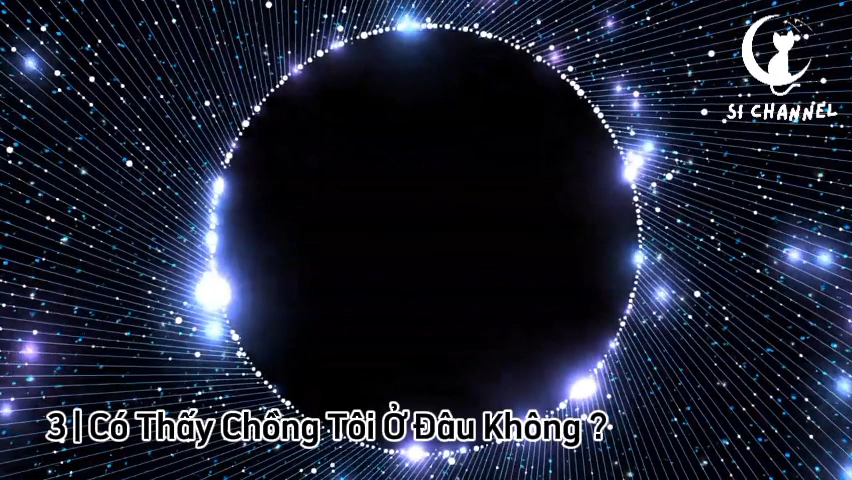 SI CHANNEL
3 | Có Thấy Chồng Tôi Ở Đâu Không ?